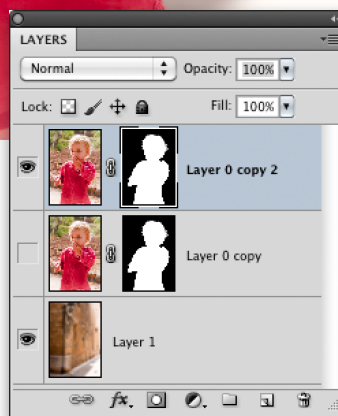 LAYERS
Normal Opacity: 100%
Lock: Fill: 100%
Layer 0 copy 2
Layer 0 copy
Layer 1
fx.